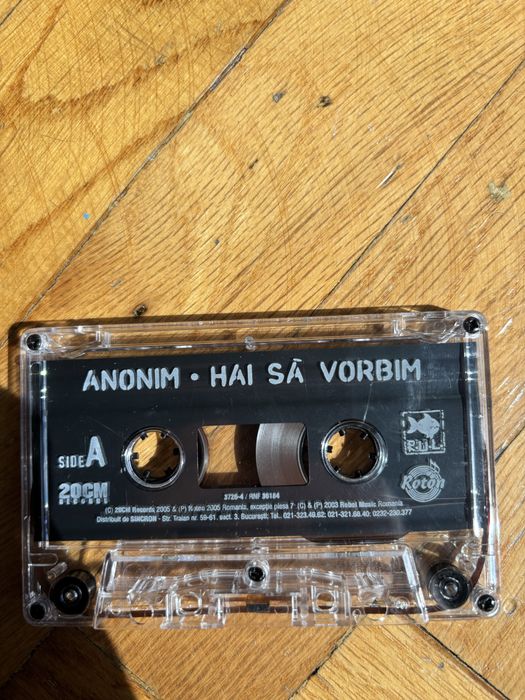 ANONIM • HAI SĂ VORBIM
SIDE A
20CM
RECORDS
Roton
3726-4 / RNF 30184
(C) 20CM Records 2005 & (P) Roton 2005 Romania, excepție piesa 7 (C) & (P) 2003 Rebel Music Romania
Distribuit de SINCRON - Str. Traian nr. 59-61, sect. 3, București; Tel.: 021-323.49.62; 021-321.68.40; 0232-230.377